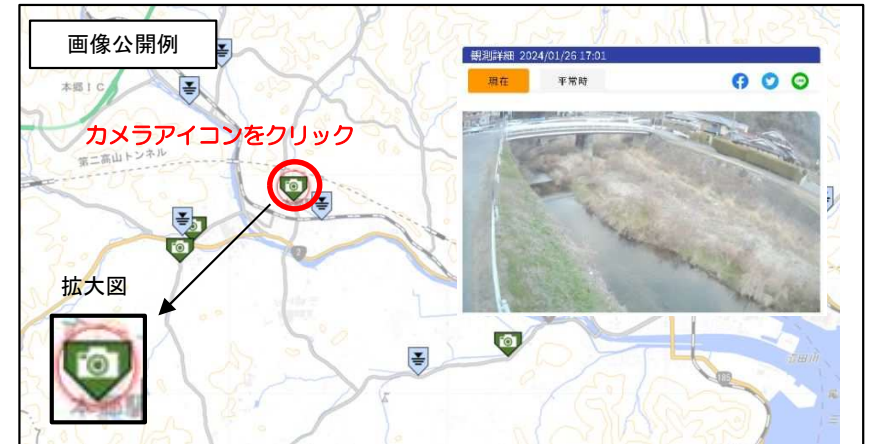 画像公開例
本郷IC
カメラアイコンをクリック
第二高山トンネル
2
拡大図
観測詳細 2024/01/26 17:01
現在
平常時
185